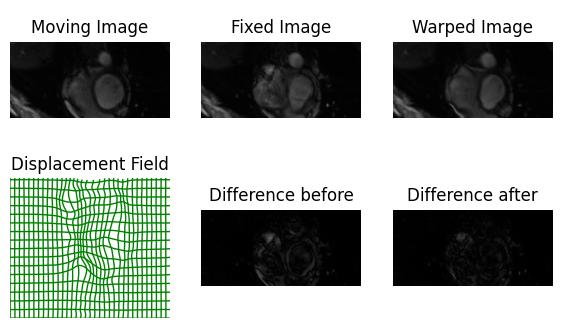 Moving Image
Fixed Image
Warped Image
Displacement Field
Difference before
Difference after